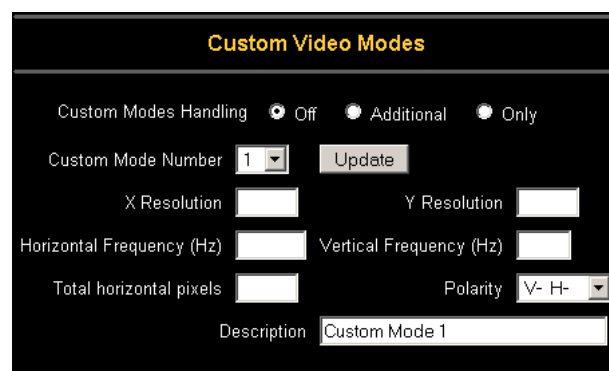 Custom Video Modes
Custom Modes Handling Off Additional Only
Custom Mode Number 1 Update
X Resolution Y Resolution
Horizontal Frequency (Hz) Vertical Frequency (Hz)
Total horizontal pixels Polarity V- H-
Description Custom Mode 1